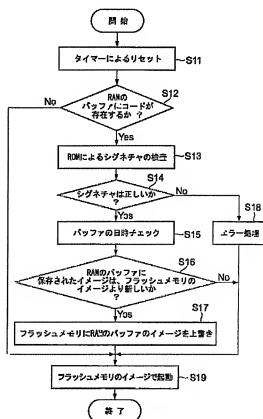 開始
タイマーによるリセット
S11
RAMの
バッファにコードが
存在するか ?
S12
No
Yes
ROMによるシグネチャの検査
S13
シグネチャは正しいか
?
S14
No
Yes
バッファの日時チェック
S15
エラー処理
S18
RAMのバッファに
保存されたイメージは、フラッシュメモリの
イメージより新しいか
?
S16
No
Yes
フラッシュメモリにRAMのバッファのイメージを上書き
S17
フラッシュメモリのイメージで起動
S19
終了